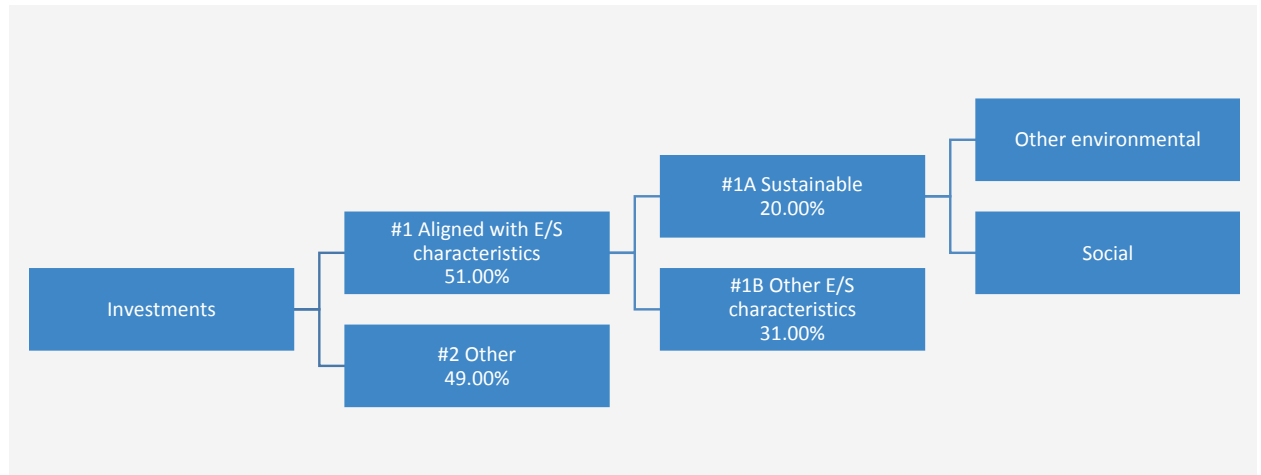 Investments
#1 Aligned with E/S
characteristics
51.00%
#2 Other
49.00%
#1A Sustainable
20.00%
#1B Other E/S
characteristics
31.00%
Other environmental
Social